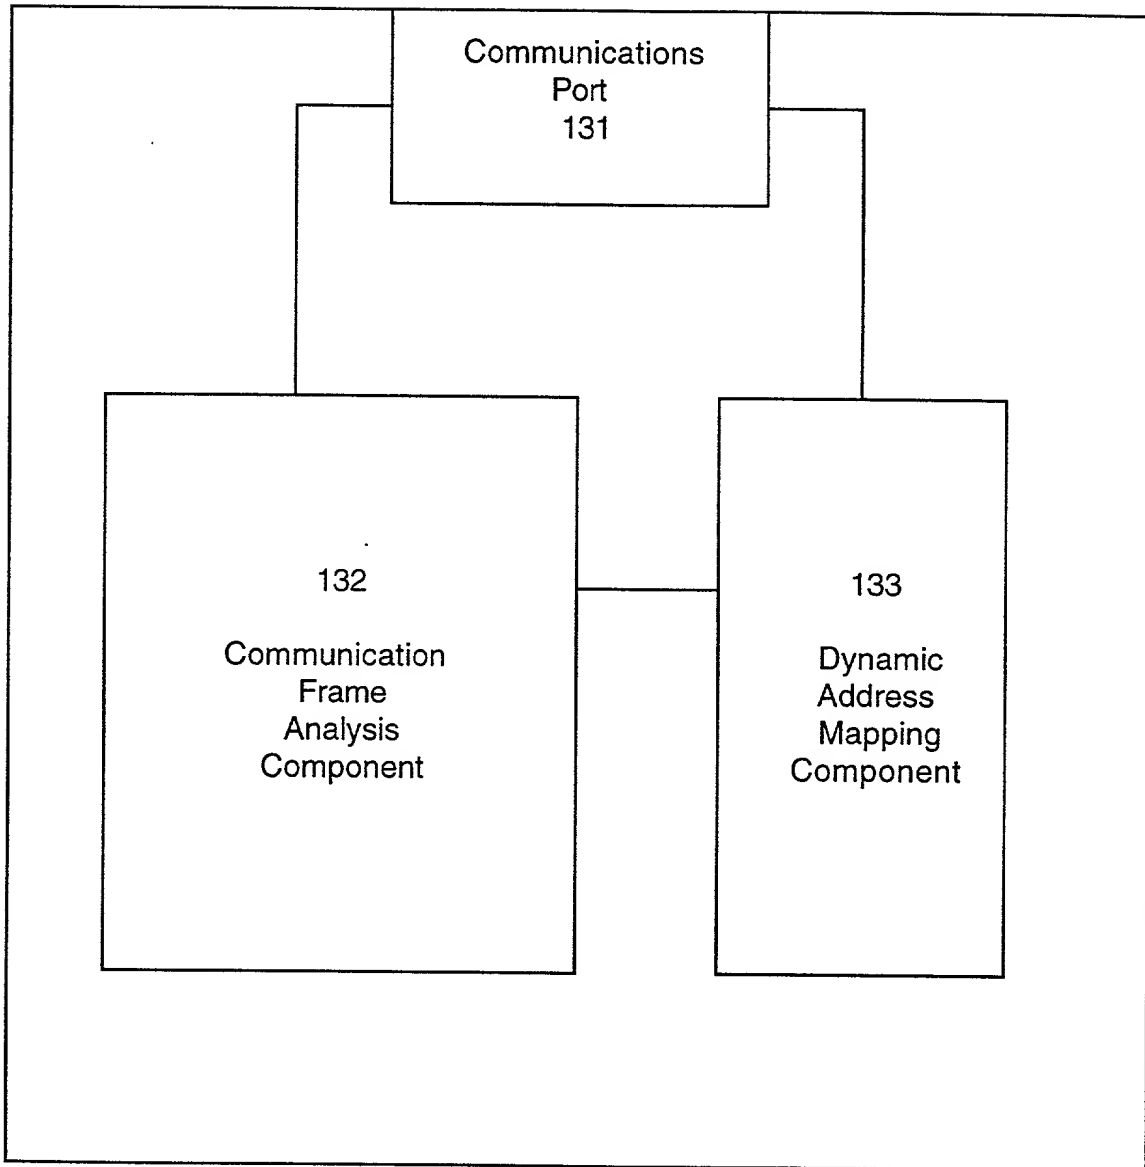 Communications
Port
131
132
Communication
Frame
Analysis
Component
133
Dynamic
Address
Mapping
Component